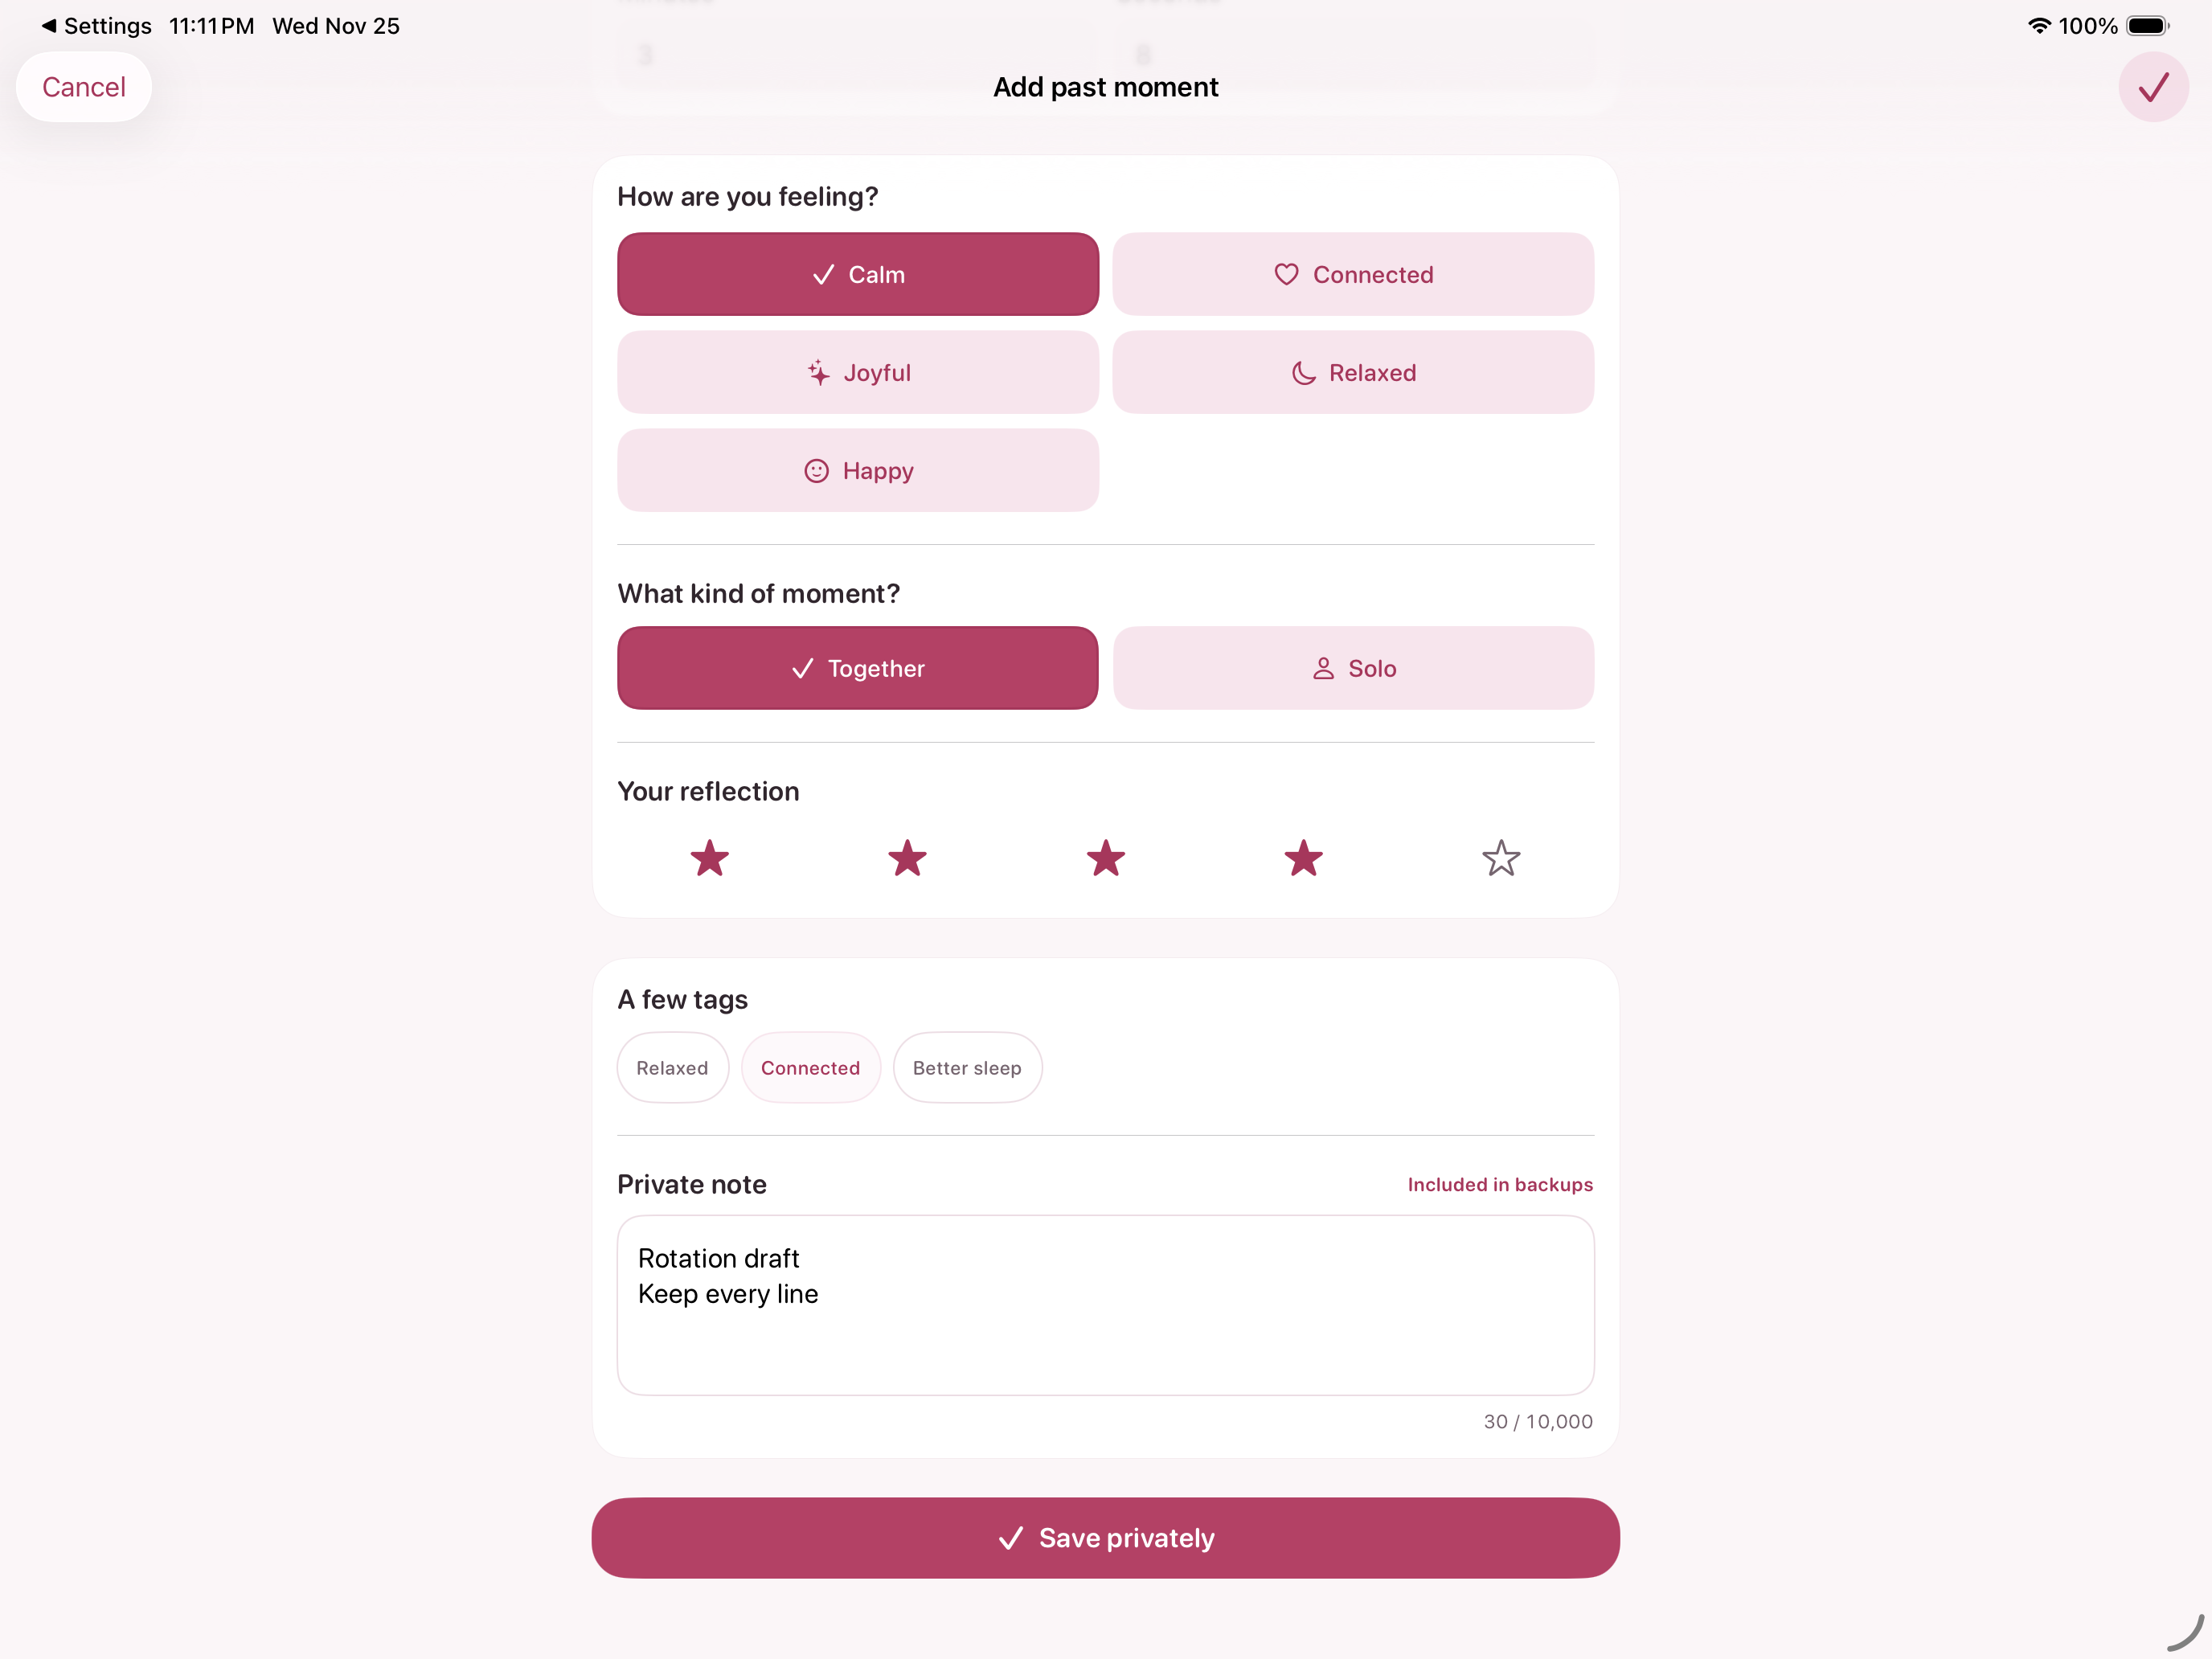 Settings 11:11 PM Wed Nov 25 100%
Cancel Add past moment
How are you feeling?
Calm Connected
Joyful Relaxed
Happy
What kind of moment?
Together Solo
Your reflection
A few tags
Relaxed Connected Better sleep
Private note Included in backups
Rotation draft
Keep every line
30 / 10,000
Save privately